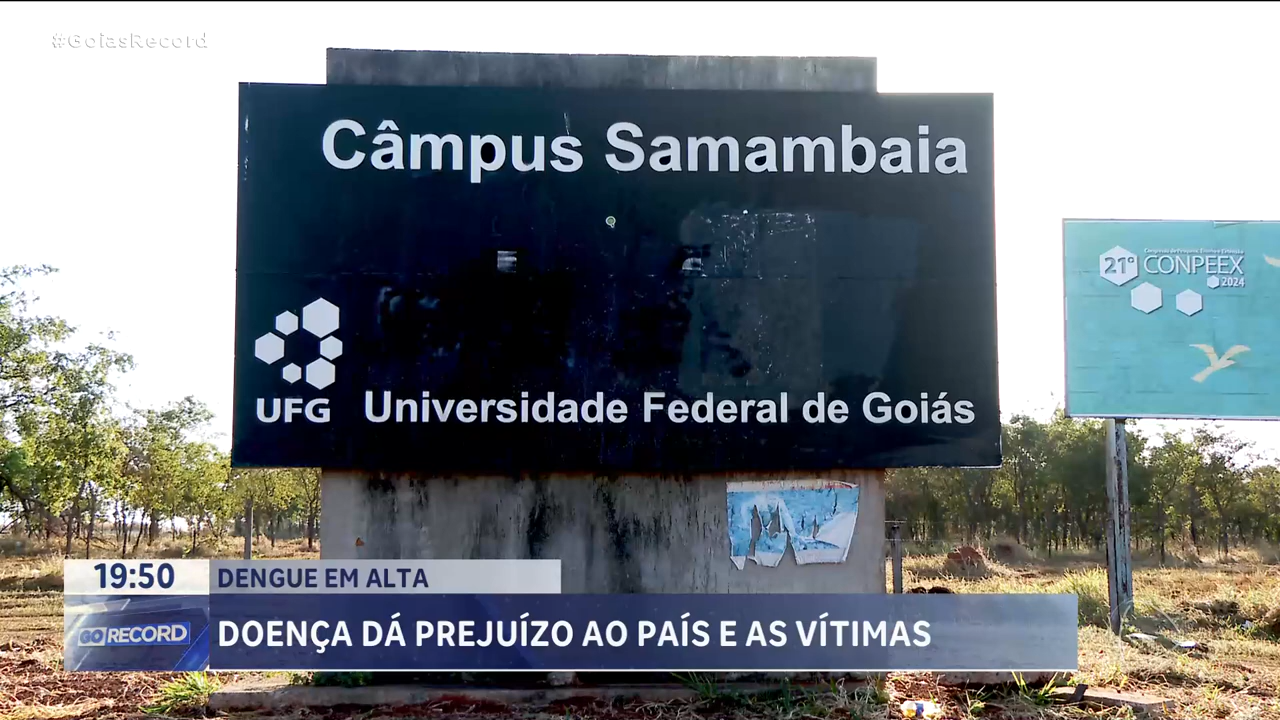 #GoiasRecord
Câmpus Samambaia
UFG
Universidade Federal de Goiás
21º
CONPEEX
2024
19:50
DENGUE EM ALTA
GO RECORD
DOENÇA DÁ PREJUÍZO AO PAÍS E AS VÍTIMAS